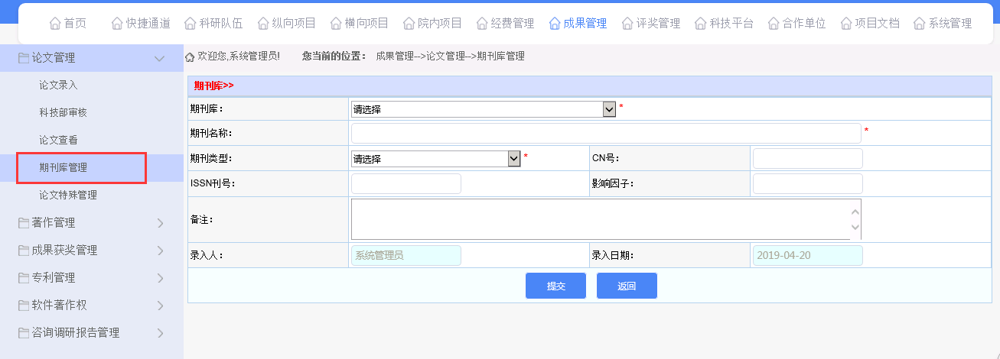 首页 快捷通道 科研队伍 纵向项目 横向项目 院内项目 经费管理 成果管理 评奖管理 科技平台 合作单位 项目文档 系统管理
论文管理
论文录入
科技部审核
论文查看
期刊库管理
论文特殊管理
著作管理
成果获奖管理
专利管理
软件著作权
咨询调研报告管理
欢迎您,系统管理员! 您当前的位置： 成果管理-->论文管理-->期刊库管理
期刊库>>
期刊库： 请选择 *
期刊名称： *
期刊类型： 请选择 * CN号：
ISSN刊号： 影响因子：
备注：
录入人： 系统管理员 录入日期： 2019-04-20
提交 返回